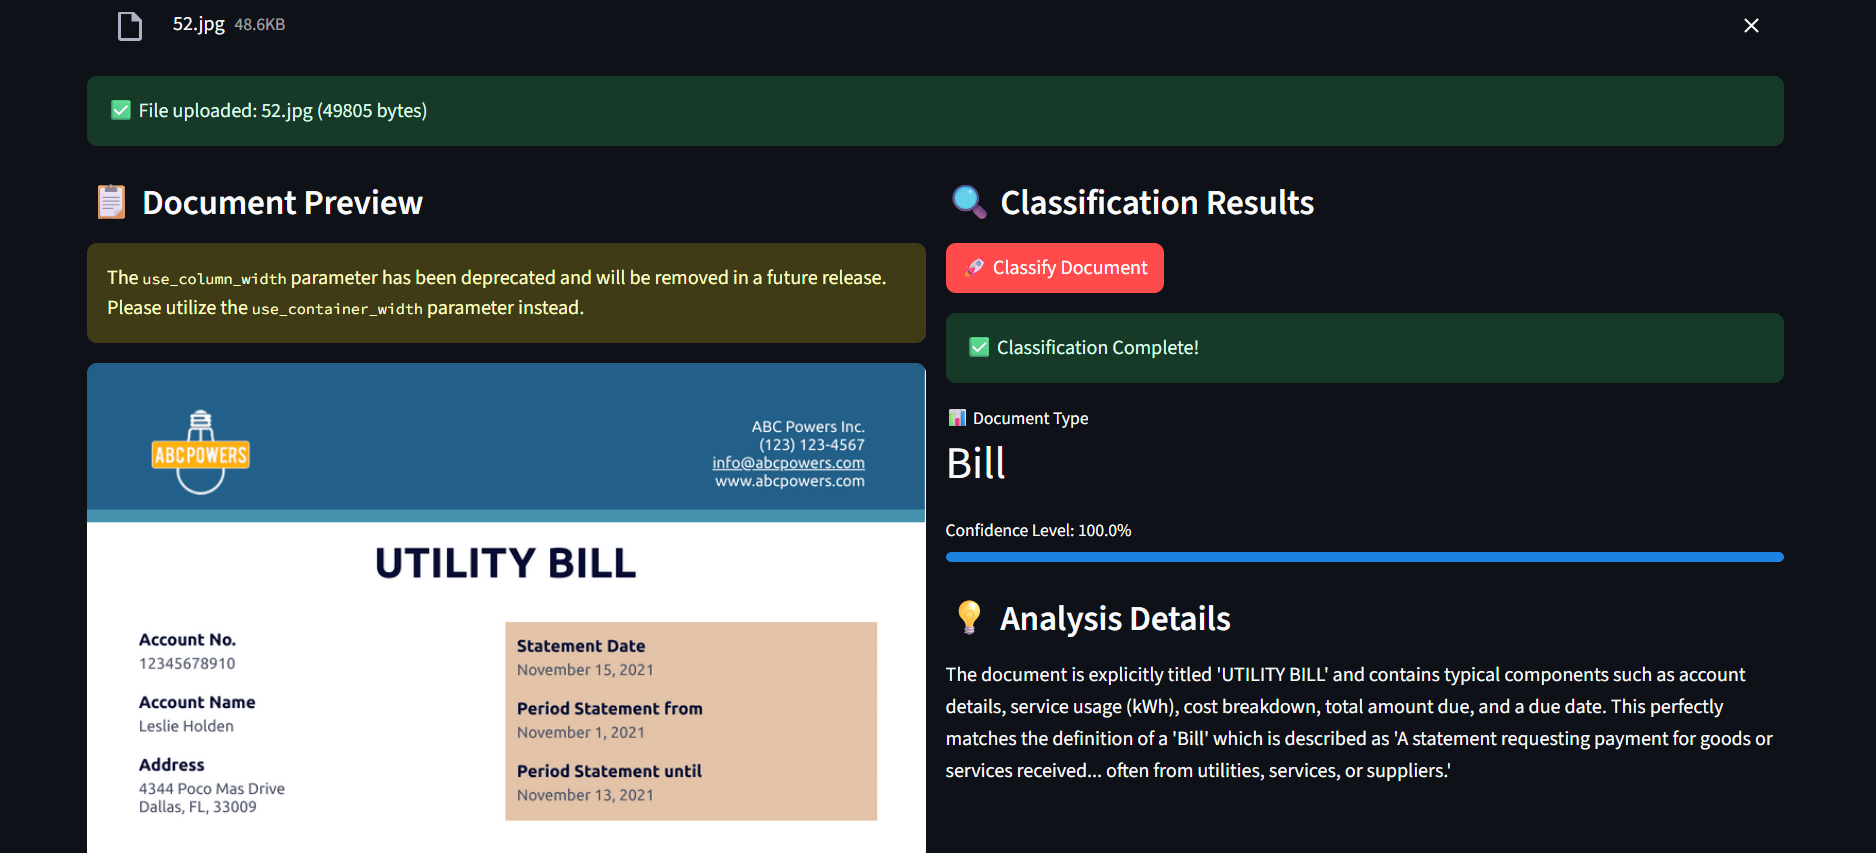 52.jpg 48.6KB
✅ File uploaded: 52.jpg (49805 bytes)
📋 Document Preview
The use_column_width parameter has been deprecated and will be removed in a future release.
Please utilize the use_container_width parameter instead.
ABCPOWERS
ABC Powers Inc.
(123) 123-4567
info@abcpowers.com
www.abcpowers.com
UTILITY BILL
Account No.
12345678910
Account Name
Leslie Holden
Address
4344 Poco Mas Drive
Dallas, FL, 33009
Statement Date
November 15, 2021
Period Statement from
November 1, 2021
Period Statement until
November 13, 2021
🔍 Classification Results
🚀 Classify Document
✅ Classification Complete!
📊 Document Type
Bill
Confidence Level: 100.0%
💡 Analysis Details
The document is explicitly titled 'UTILITY BILL' and contains typical components such as account
details, service usage (kWh), cost breakdown, total amount due, and a due date. This perfectly
matches the definition of a 'Bill' which is described as 'A statement requesting payment for goods or
services received... often from utilities, services, or suppliers.'